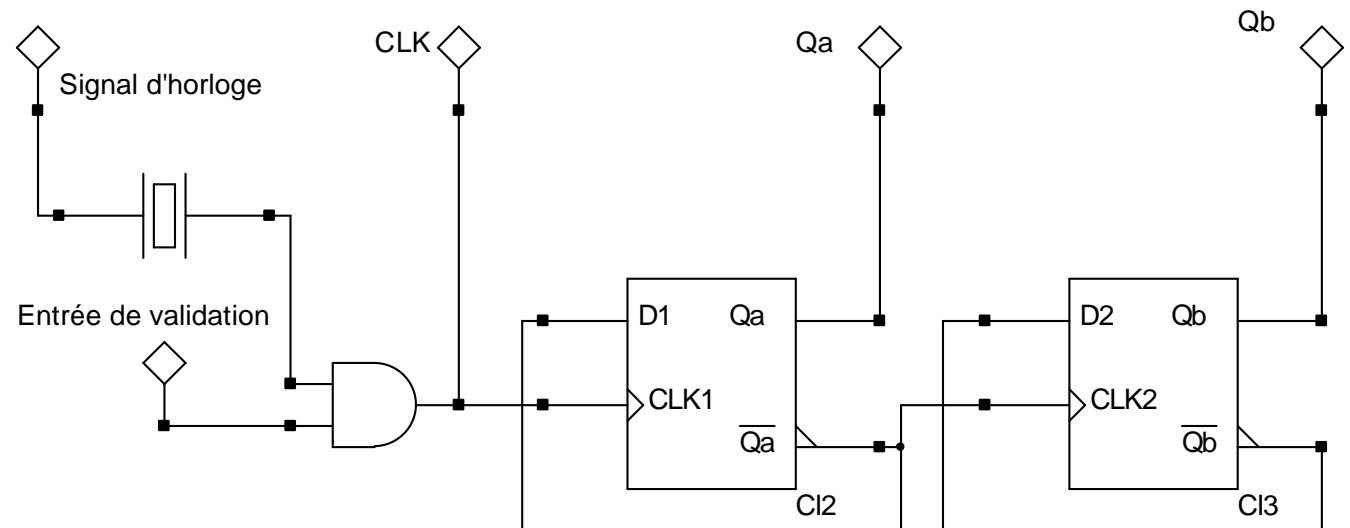 Qb
CLK
Qa
Signal d'horloge
Entrée de validation
D1
Qa
D2
Qb
CLK1
CLK2
Qa
Qb
CI2
CI3